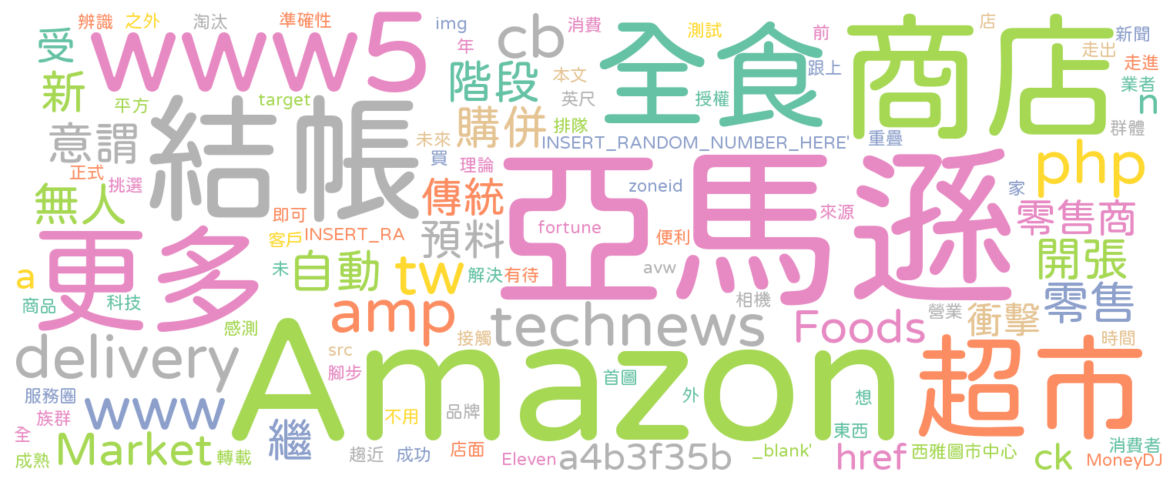 辨識 之外 淘汰 準確性 img cb 消費 全食 測試 前 商店 店 新聞
受 www5 年 走出 走進
新 階段 本文 跟上 業者
平方 target 英尺 授權 n
結帳 購併 群體
意謂 未來 排隊 INSERT_RANDOM_NUMBER_HERE' 重疊
正式 買 亞馬遜 php
挑選 理論 zoneid 家
無人 傳統 來源 零售商
即可 fortune
更多 客戶 INSERT_RA 預料 便利 開張
a 未 自動 tw 解決 有待 avw
商品 科技 相機 零售
感測 amp technews 營業 衝擊
delivery src 接觸 Foods 超市 時間
腳步 Amazon 首圖
服務圈 www 外 想
族群 不用 品牌
全 繼 東西 消費者
成熟 Market 轉載 趨近 成功 店面 Eleven a4b3f35b _blank' href 西雅圖市中心 ck MoneyDJ